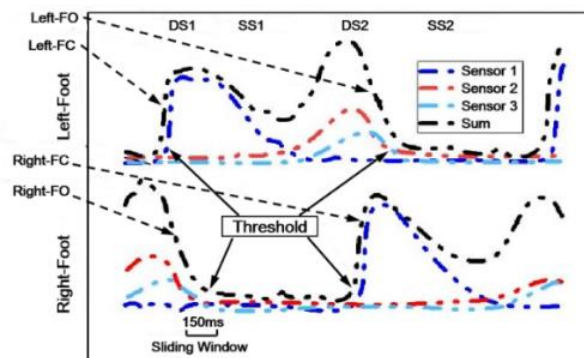 Left-FO
DS1 SS1 DS2 SS2
Left-FC
Sensor 1
Sensor 2
Sensor 3
Sum
Left-Foot
Right-FC
Right-FO
Threshold
Right-Foot
150ms
Sliding Window